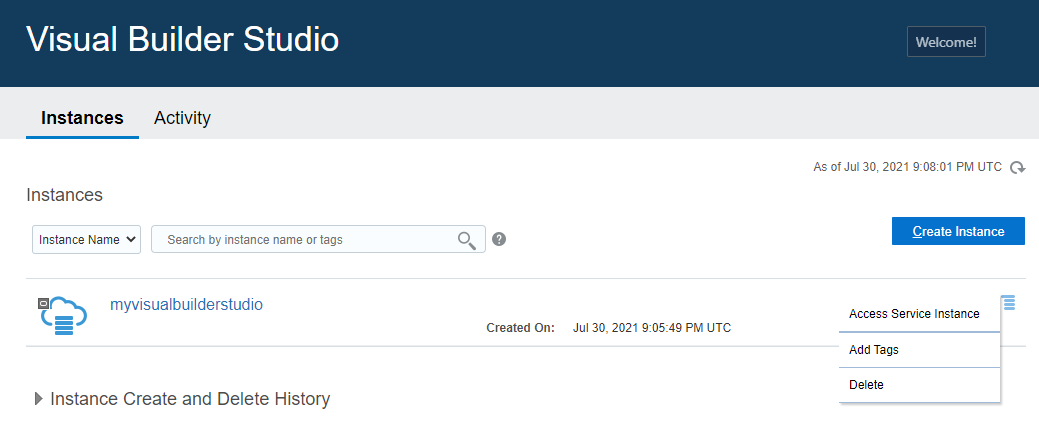 Visual Builder Studio
Welcome!
Instances Activity
As of Jul 30, 2021 9:08:01 PM UTC
Instances
Instance Name Search by instance name or tags ?
Create Instance
myvisualbuilderstudio
Created On: Jul 30, 2021 9:05:49 PM UTC
Access Service Instance
Add Tags
Delete
Instance Create and Delete History